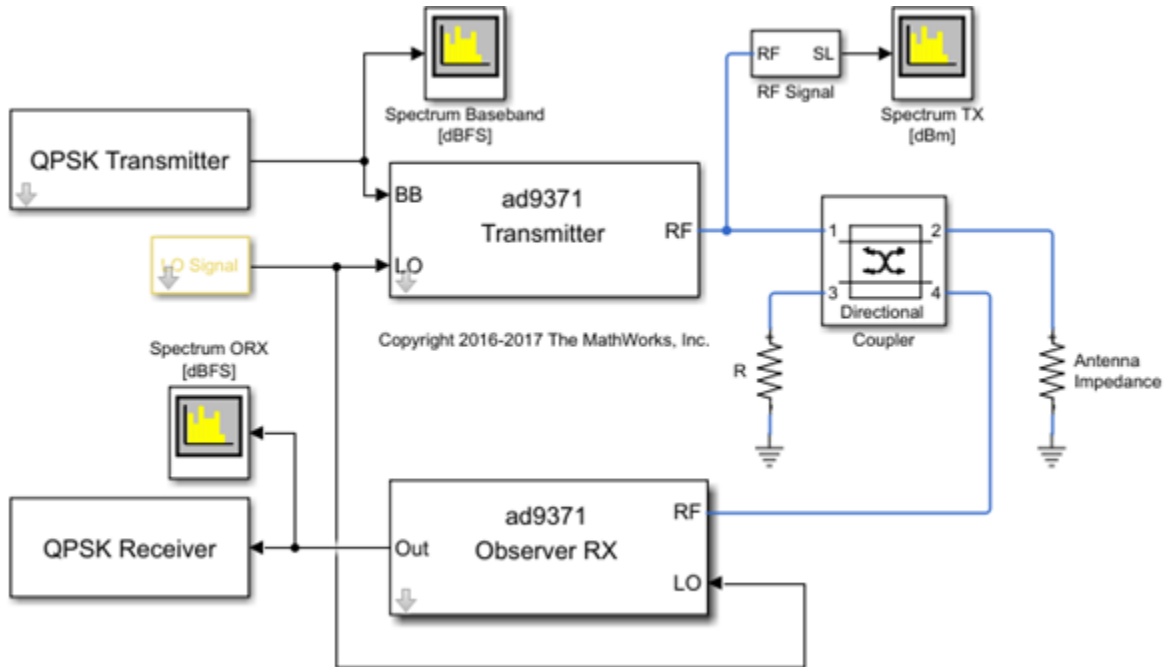 RF
SL
RF Signal
Spectrum Baseband
[dBFS]
Spectrum TX
[dBm]
QPSK Transmitter
BB
ad9371
Transmitter
RF
LO
LO Signal
1
2
3
4
Directional
Coupler
Copyright 2016-2017 The MathWorks, Inc.
Spectrum ORX
[dBFS]
R
Antenna
Impedance
QPSK Receiver
Out
ad9371
Observer RX
RF
LO